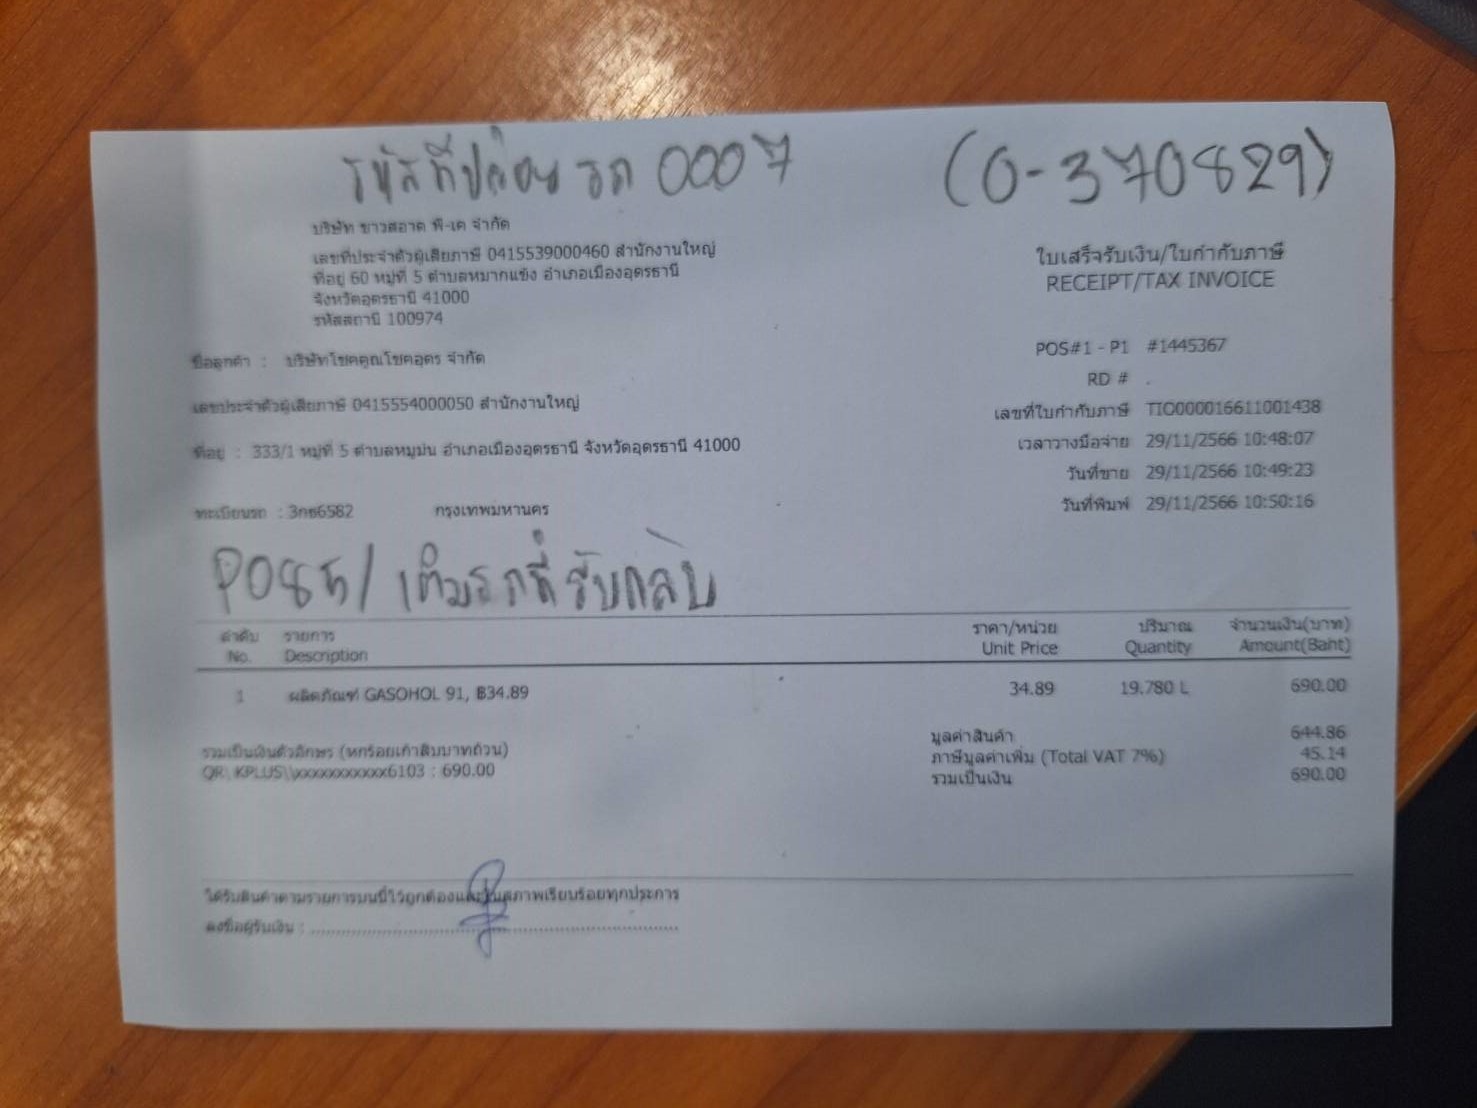 รหัสที่ปล่อยรถ 0007
(0-370829)
บริษัท ขาวสอาด พี-เค จำกัด
เลขที่ประจำตัวผู้เสียภาษี 0415539000460 สำนักงานใหญ่
ที่อยู่ 60 หมู่ที่ 5 ตำบลหมากแข้ง อำเภอเมืองอุดรธานี
จังหวัดอุดรธานี 41000
รหัสสถานี 100974
ใบเสร็จรับเงิน/ใบกำกับภาษี
RECEIPT/TAX INVOICE
ชื่อลูกค้า : บริษัทโชคคูณโชคอุดร จำกัด
เลขประจำตัวผู้เสียภาษี 0415554000050 สำนักงานใหญ่
ที่อยู่ : 333/1 หมู่ที่ 5 ตำบลหมูม่น อำเภอเมืองอุดรธานี จังหวัดอุดรธานี 41000
ทะเบียนรถ : 3กธ6582 กรุงเทพมหานคร
POS#1 - P1 #1445367
RD # .
เลขที่ใบกำกับภาษี TIO000016611001438
เวลาวางมือจ่าย 29/11/2566 10:48:07
วันที่ขาย 29/11/2566 10:49:23
วันที่พิมพ์ 29/11/2566 10:50:16
เติมรถที่รับกลับ
ลำดับ รายการ ราคา/หน่วย ปริมาณ จำนวนเงิน(บาท)
No. Description Unit Price Quantity Amount(Baht)
1 ผลิตภัณฑ์ GASOHOL 91, ฿34.89 34.89 19.780 L 690.00
รวมเป็นเงินตัวอักษร (หกร้อยเก้าสิบบาทถ้วน)
QR\ KPLUS\\xxxxxxxxxxxx6103 : 690.00
มูลค่าสินค้า 644.86
ภาษีมูลค่าเพิ่ม (Total VAT 7%) 45.14
รวมเป็นเงิน 690.00
ได้รับสินค้าตามรายการบนนี้ไว้ถูกต้องและในสภาพเรียบร้อยทุกประการ
ลงชื่อผู้รับเงิน :